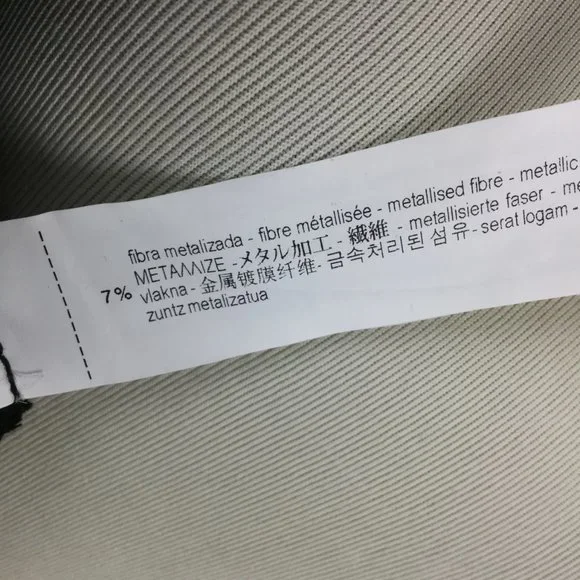 fibra metalizada - fibre métallisée - metallised fibre - metallic
METAΛΛIZE - メタル加工 - 繊維 - metallisierte faser - me
7% vlakna - 金属镀膜纤维 - 금속처리된 섬유 - serat logam -
zuntz metalizatua